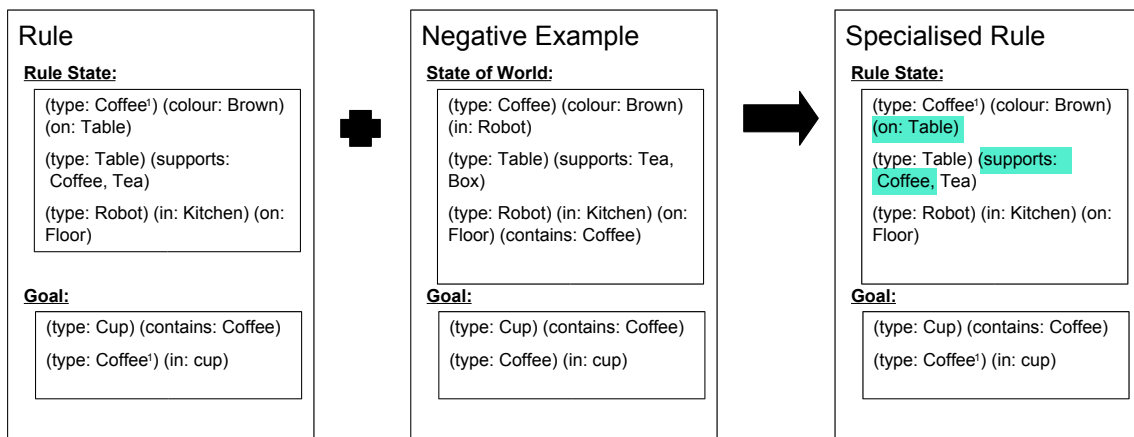 Rule
Rule State:
(type: Coffee¹) (colour: Brown)
(on: Table)
(type: Table) (supports:
Coffee, Tea)
(type: Robot) (in: Kitchen) (on:
Floor)
Goal:
(type: Cup) (contains: Coffee)
(type: Coffee¹) (in: cup)
Negative Example
State of World:
(type: Coffee) (colour: Brown)
(in: Robot)
(type: Table) (supports: Tea,
Box)
(type: Robot) (in: Kitchen) (on:
Floor) (contains: Coffee)
Goal:
(type: Cup) (contains: Coffee)
(type: Coffee) (in: cup)
Specialised Rule
Rule State:
(type: Coffee¹) (colour: Brown)
(on: Table)
(type: Table) (supports:
Coffee, Tea)
(type: Robot) (in: Kitchen) (on:
Floor)
Goal:
(type: Cup) (contains: Coffee)
(type: Coffee¹) (in: cup)